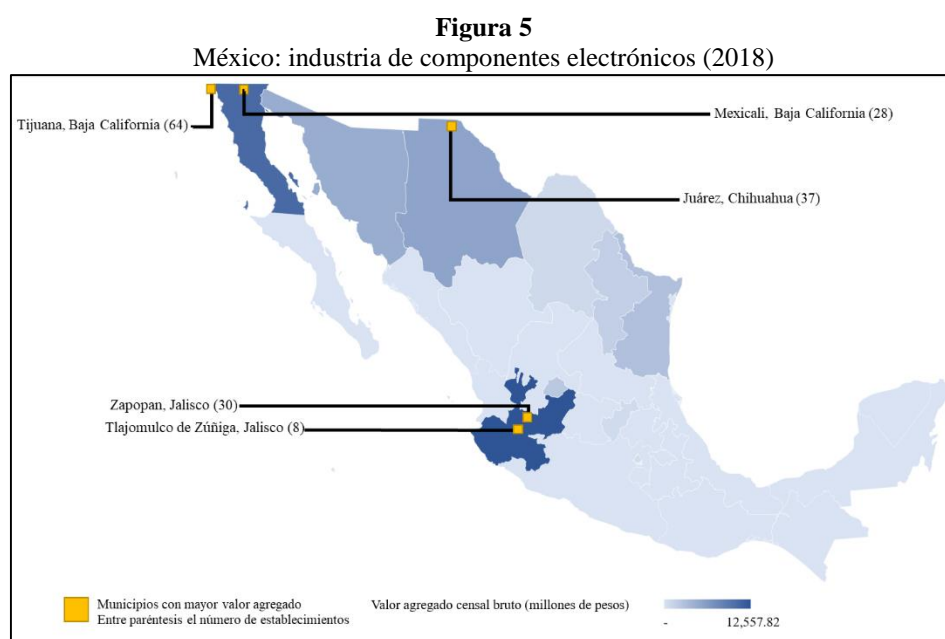 Figura 5
México: industria de componentes electrónicos (2018)
Tijuana, Baja California (64)
Mexicali, Baja California (28)
Juárez, Chihuahua (37)
Zapopan, Jalisco (30)
Tlajomulco de Zúñiga, Jalisco (8)
Municipios con mayor valor agregado
Entre paréntesis el número de establecimientos
Valor agregado censal bruto (millones de pesos)
- 12,557.82